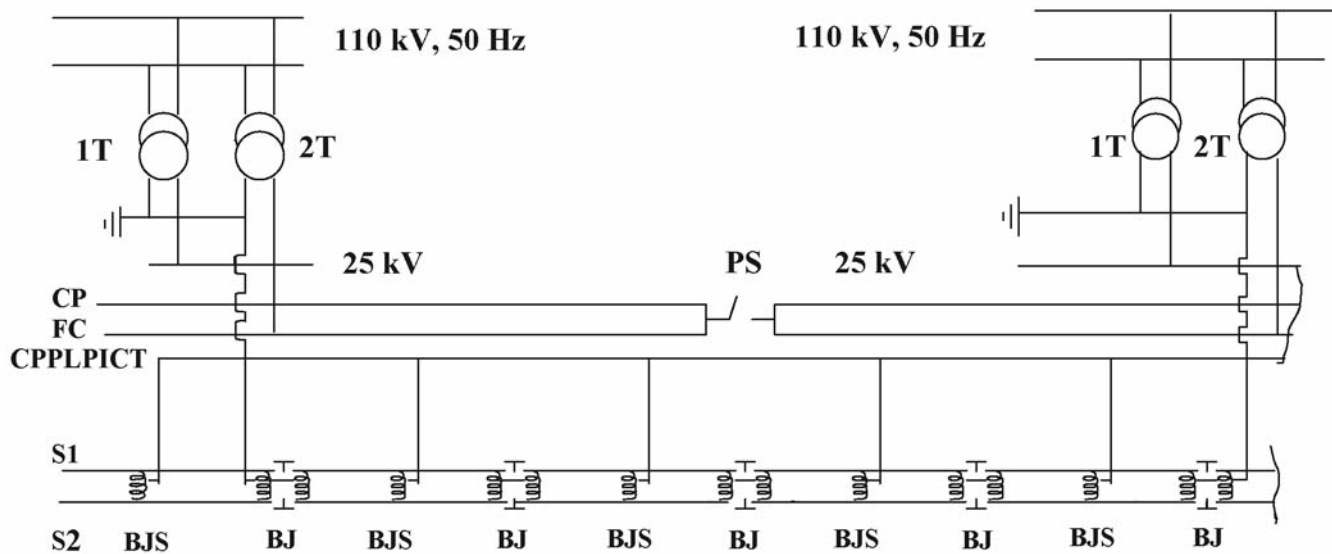 110 kV, 50 Hz
110 kV, 50 Hz
1T
2T
1T
2T
25 kV
PS
25 kV
CP
FC
CPPLPICT
S1
S2 BJS BJ BJS BJ BJS BJ BJS BJ BJS BJ